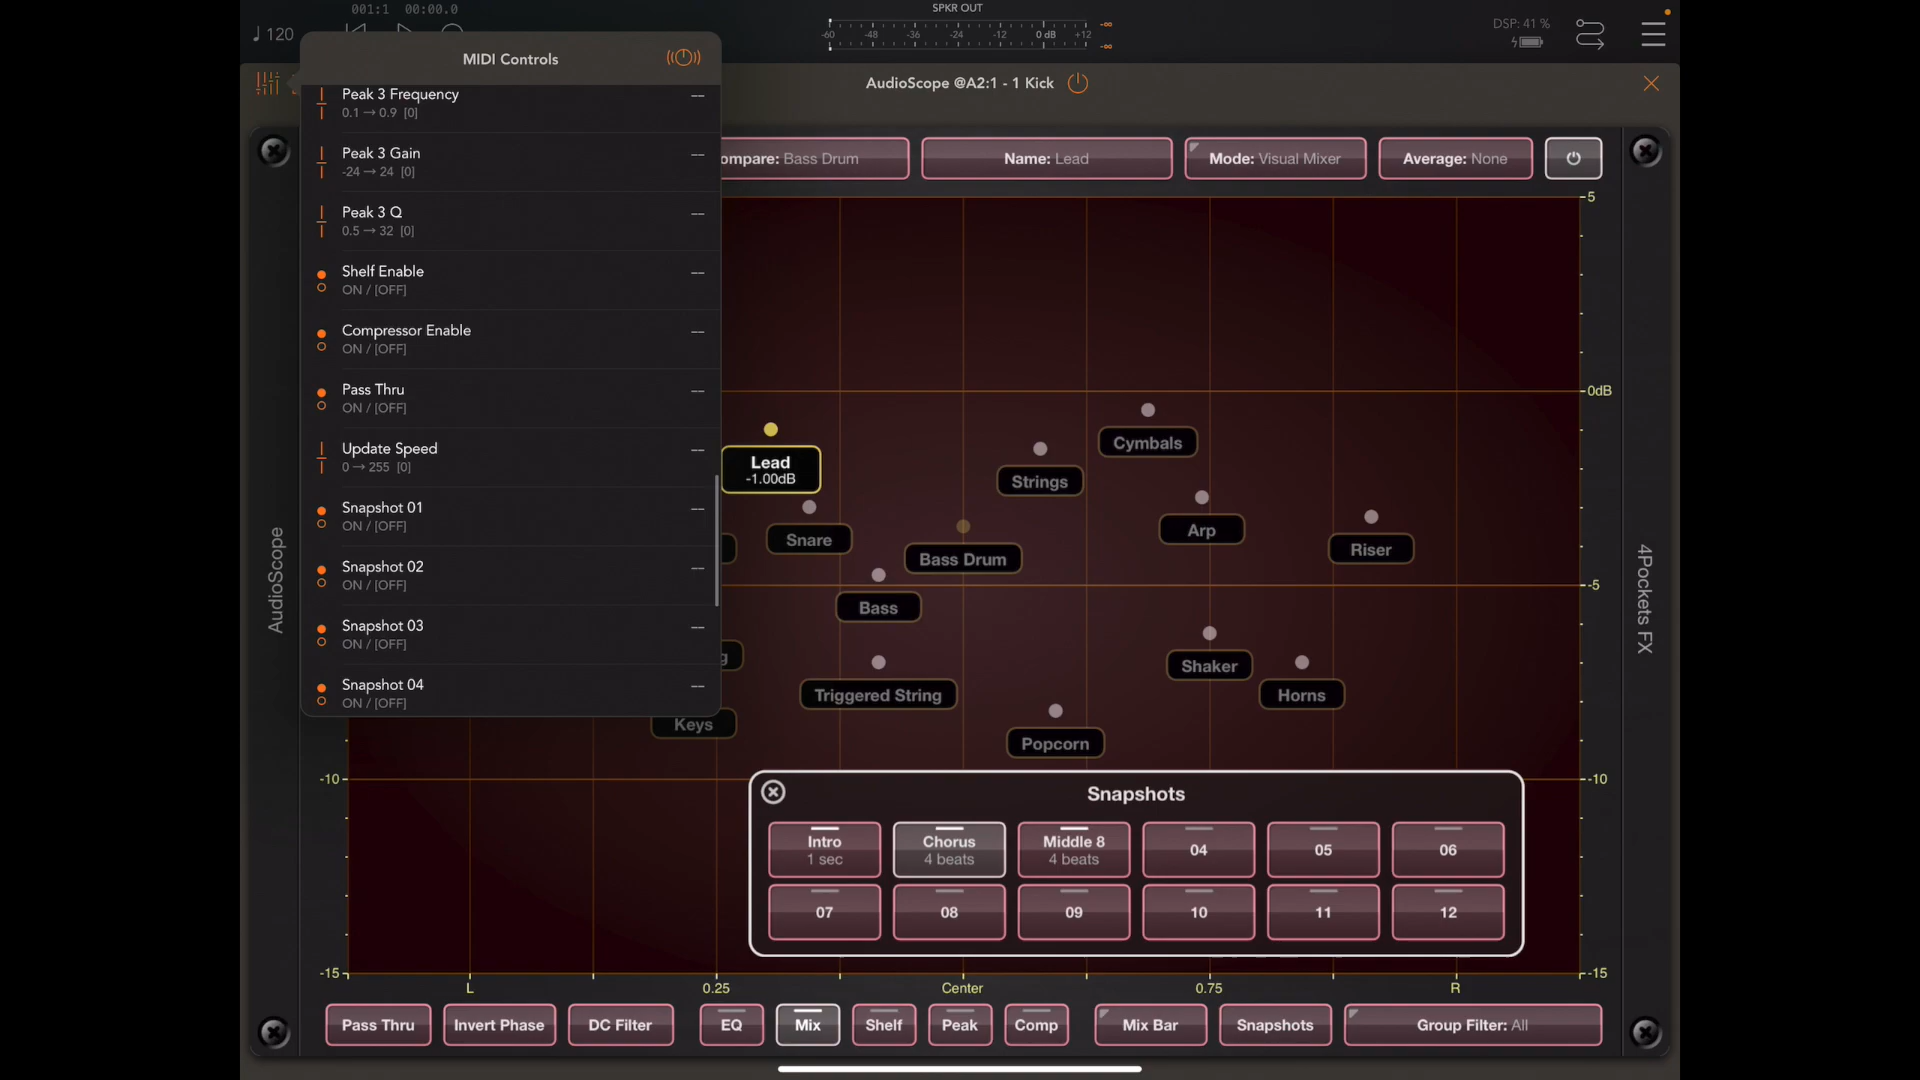 001:1 00:00.0
SPKR OUT
♩120
-60 -48 -36 -24 -12 0 dB +12
-∞
-∞
DSP: 41 %
MIDI Controls
AudioScope @A2:1 - 1 Kick
Peak 3 Frequency --
0.1 → 0.9 [0]
Peak 3 Gain --
-24 → 24 [0]
Peak 3 Q --
0.5 → 32 [0]
Shelf Enable --
ON / [OFF]
Compressor Enable --
ON / [OFF]
Pass Thru --
ON / [OFF]
Update Speed --
0 → 255 [0]
Snapshot 01 --
ON / [OFF]
Snapshot 02 --
ON / [OFF]
Snapshot 03 --
ON / [OFF]
Snapshot 04 --
ON / [OFF]
ompare: Bass Drum
Name: Lead
Mode: Visual Mixer
Average: None
5
0dB
-5
-10
-15
Cymbals
Lead
-1.00dB
Strings
Arp
Snare
Riser
Bass Drum
Bass
g
Shaker
Triggered String
Horns
Keys
Popcorn
AudioScope
4Pockets FX
-10
-15
Snapshots
Intro
1 sec
Chorus
4 beats
Middle 8
4 beats
04
05
06
07
08
09
10
11
12
L 0.25 Center 0.75 R
Pass Thru
Invert Phase
DC Filter
EQ
Mix
Shelf
Peak
Comp
Mix Bar
Snapshots
Group Filter: All